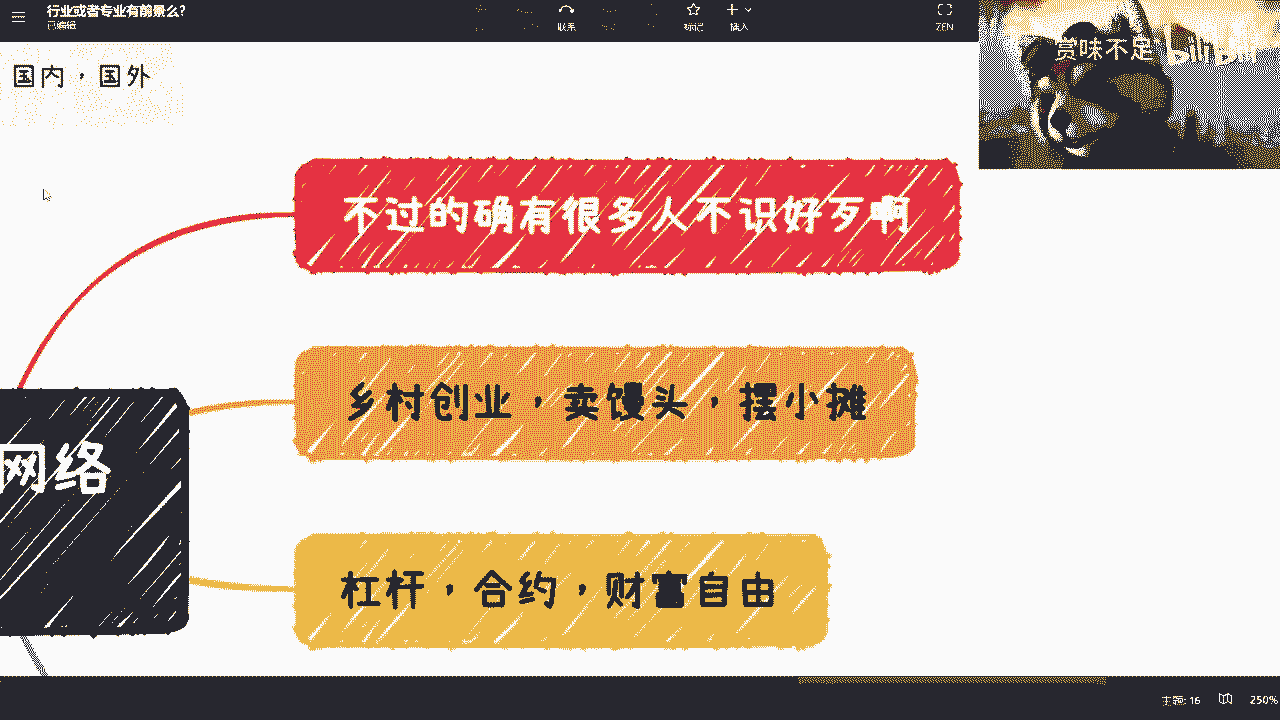 行业或者专业有前景么?
已编辑
联系
标记
插入
ZEN
国内，国外
赏味不足
bilibili
不过的确有很多人不识好歹啊
乡村创业，卖馒头，摆小摊
网络
杠杆，合约，财富自由
主题: 16
250%